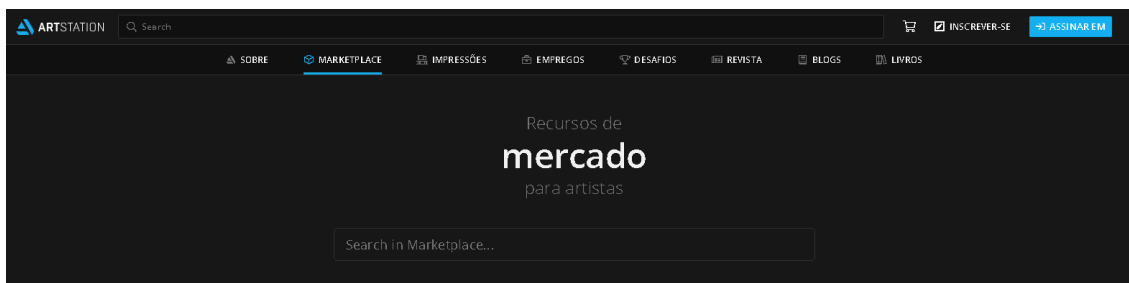 ARTSTATION Search INSCREVER-SE ASSINAR EM
SOBRE MARKETPLACE IMPRESSÕES EMPREGOS DESAFIOS REVISTA BLOGS LIVROS
Recursos de
mercado
para artistas
Search in Marketplace...